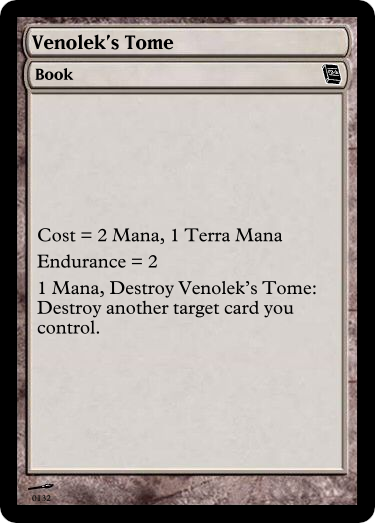 Venolek's Tome
Book
Cost = 2 Mana, 1 Terra Mana
Endurance = 2
1 Mana, Destroy Venolek's Tome:
Destroy another target card you
control.
0132